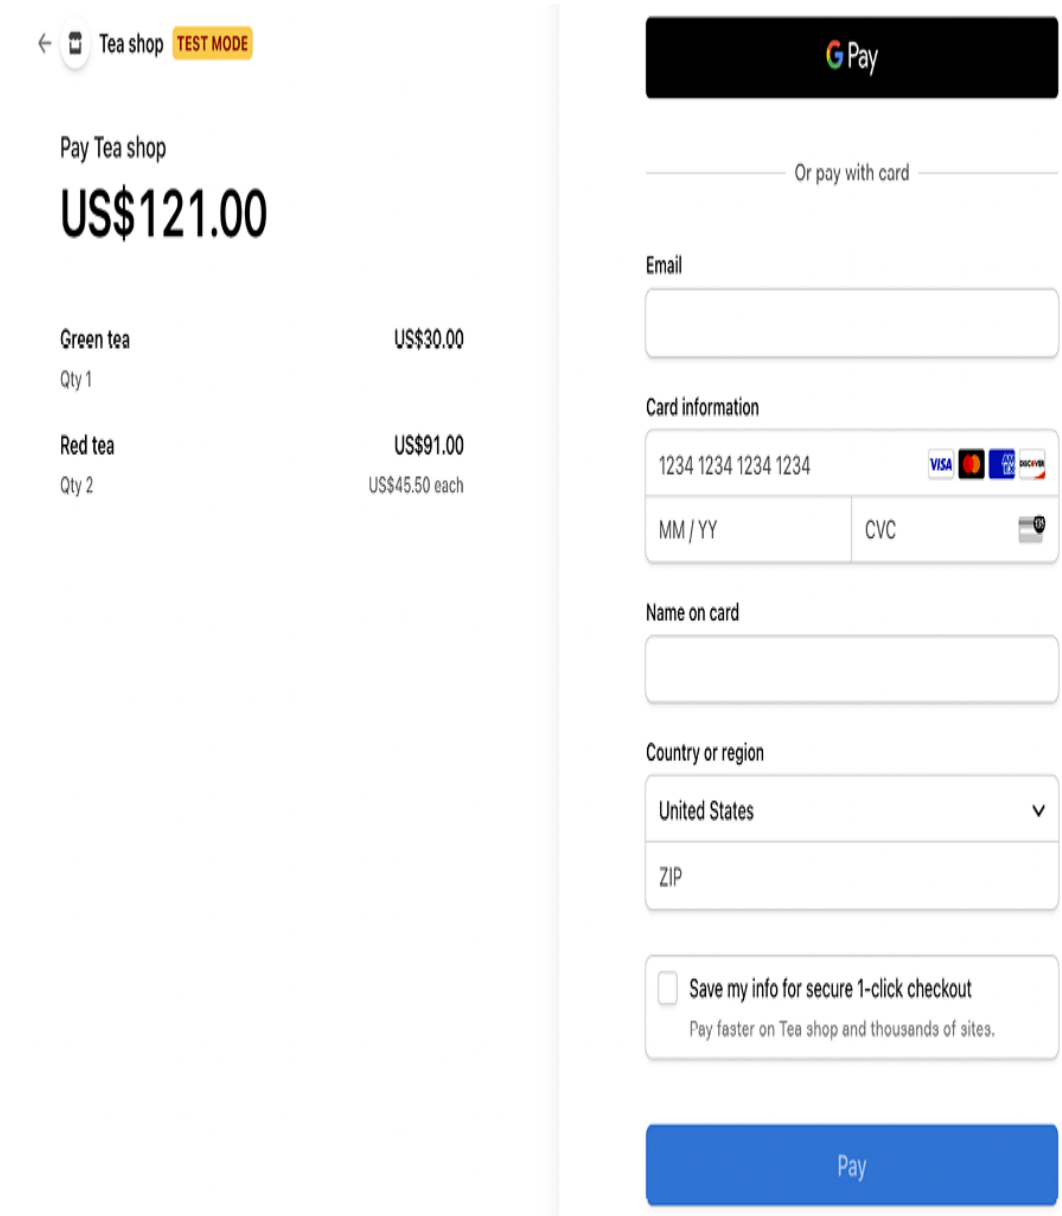 Tea shop TEST MODE
Pay Tea shop
US$121.00
Green tea US$30.00
Qty 1
Red tea US$91.00
Qty 2 US$45.50 each
G Pay
Or pay with card
Email
Card information
1234 1234 1234 1234 VISA AMEX DISCOVER
MM / YY CVC 135
Name on card
Country or region
United States
ZIP
Save my info for secure 1-click checkout
Pay faster on Tea shop and thousands of sites.
Pay